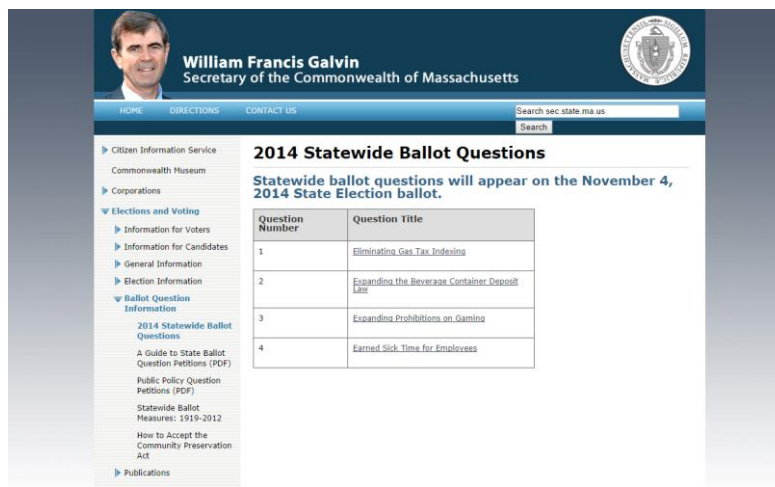 William Francis Galvin
Secretary of the Commonwealth of Massachusetts
HOME DIRECTIONS CONTACT US
Search sec.state.ma.us
Search
Citizen Information Service
Commonwealth Museum
Corporations
Elections and Voting
Information for Voters
Information for Candidates
General Information
Election Information
Ballot Question
Information
2014 Statewide Ballot
Questions
A Guide to State Ballot
Question Petitions (PDF)
Public Policy Question
Petitions (PDF)
Statewide Ballot
Measures: 1919-2012
How to Accept the
Community Preservation
Act
Publications
2014 Statewide Ballot Questions
Statewide ballot questions will appear on the November 4,
2014 State Election ballot.
Question
Number
Question Title
1
Eliminating Gas Tax Indexing
2
Expanding the Beverage Container Deposit
Law
3
Expanding Prohibitions on Gaming
4
Earned Sick Time for Employees